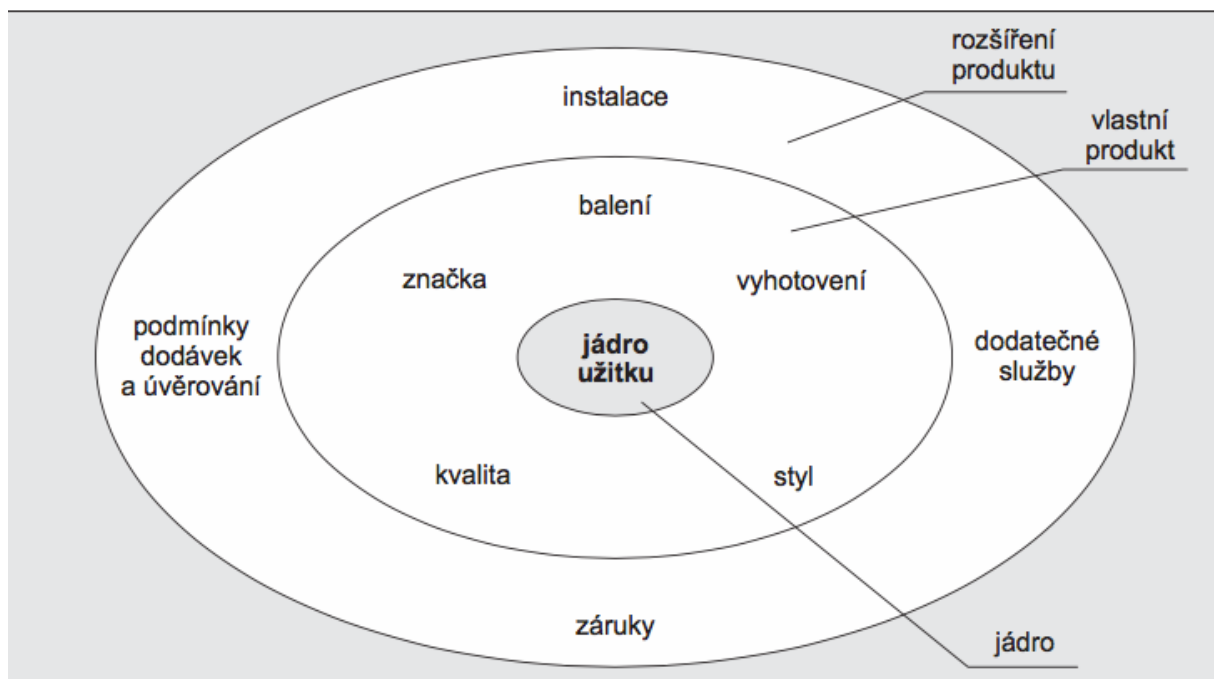 rozšíření
produktu
instalace
vlastní
produkt
balení
značka
vyhotovení
podmínky
dodávek
a úvěrování
jádro
užitku
dodatečné
služby
kvalita
styl
záruky
jádro